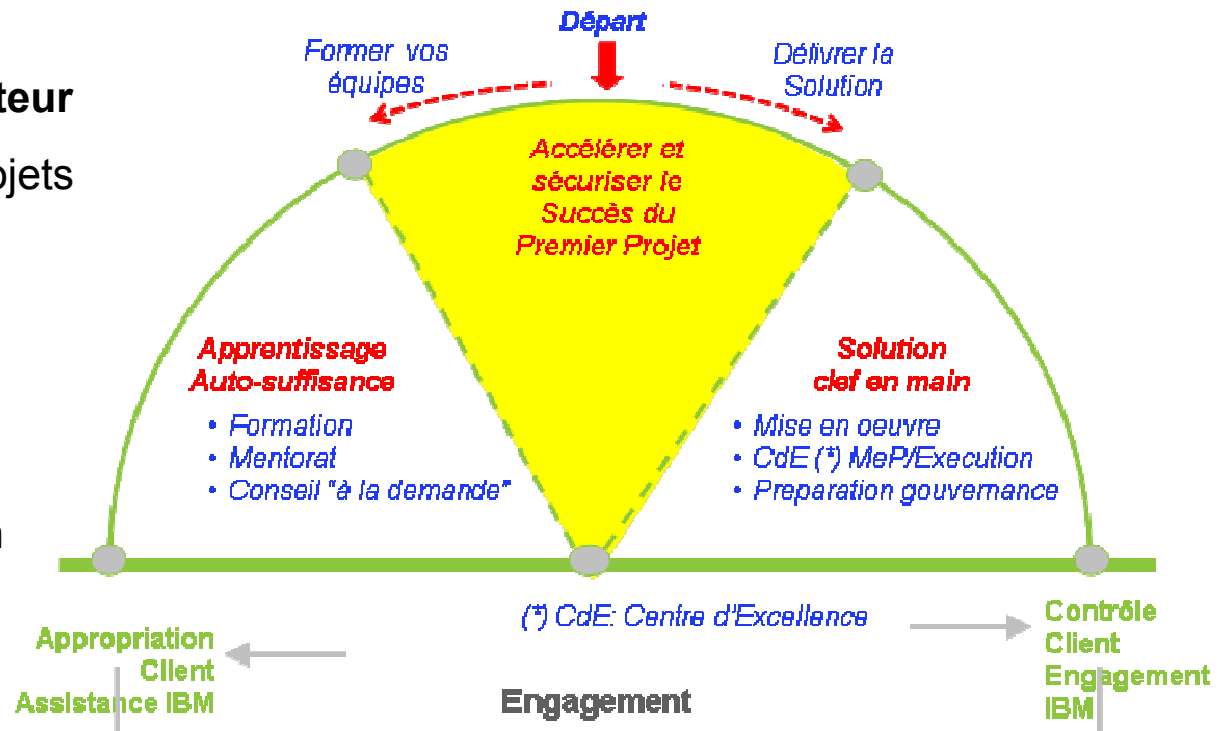 teur
ojets
n
Départ
Former vos
équipes
Délivrer la
Solution
Accélérer et
sécuriser le
Succès du
Premier Projet
Apprentissage
Auto-suffisance
• Formation
• Mentorat
• Conseil "à la demande"
Solution
clef en main
• Mise en oeuvre
• CdE (*) MeP/Execution
• Preparation gouvernance
(*) CdE: Centre d'Excellence
Appropriation
Client
Assistance IBM
Engagement
Contrôle
Client
Engagement
IBM